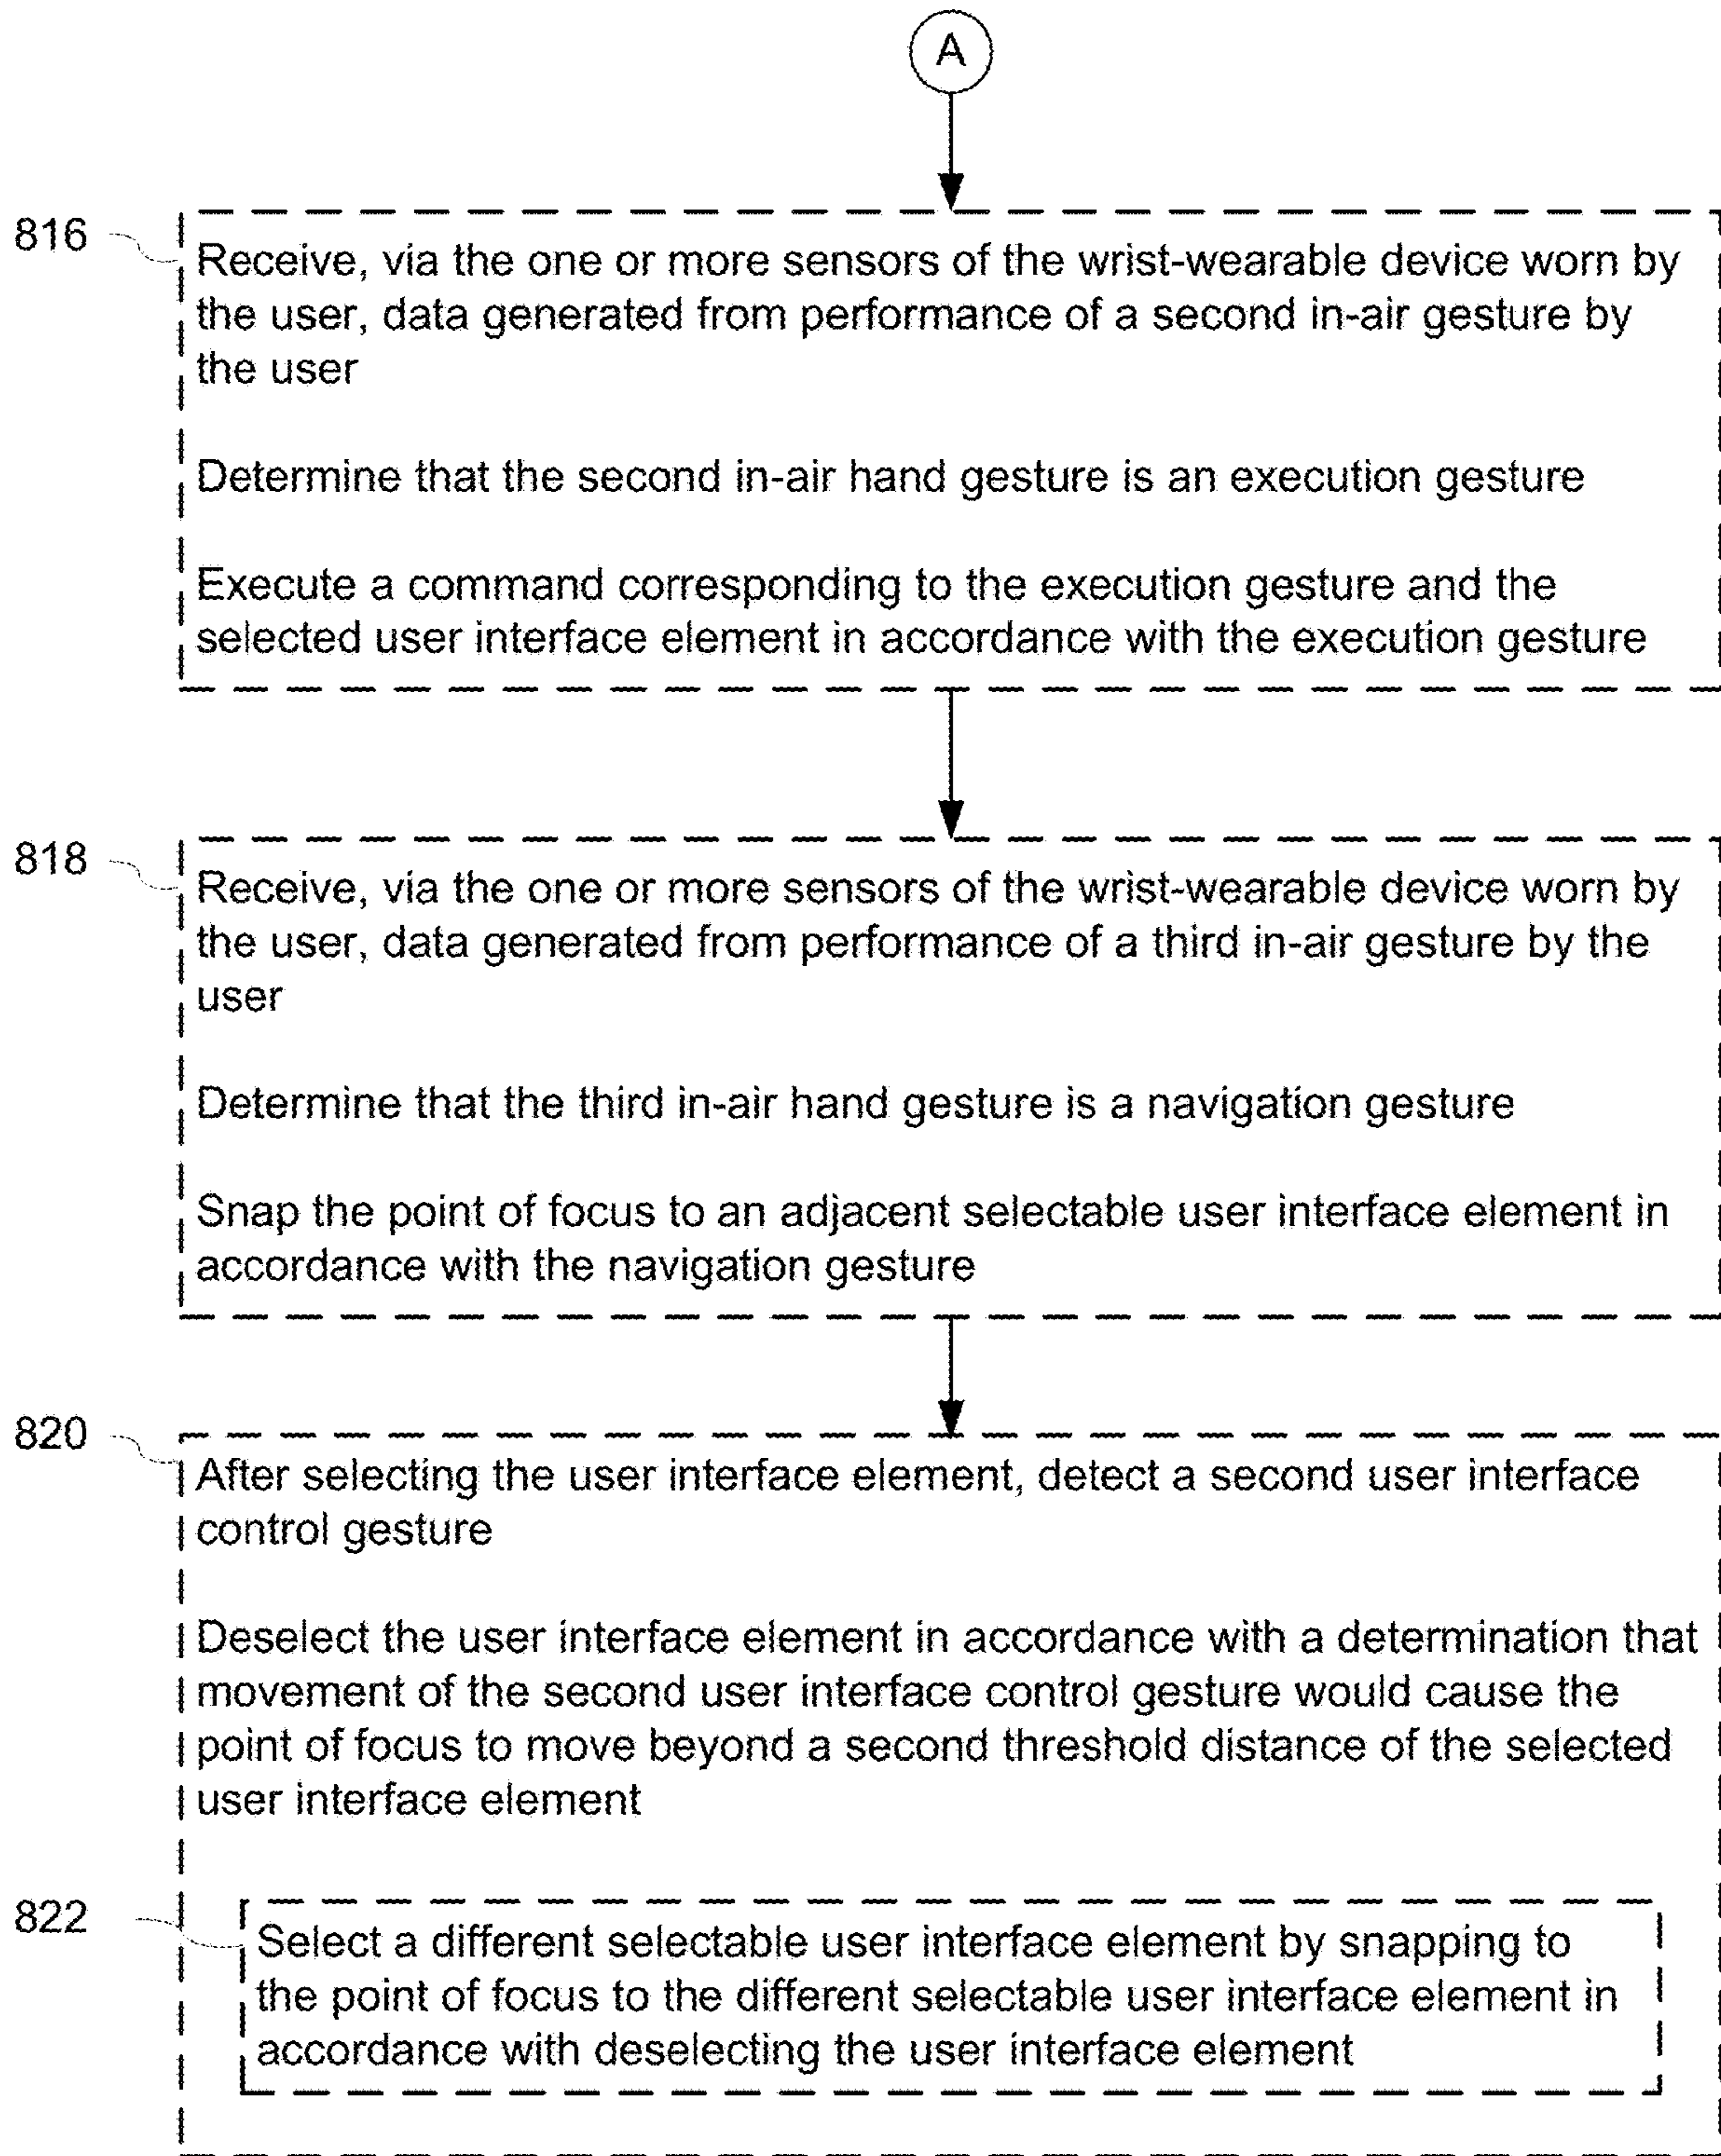 A
816
Receive, via the one or more sensors of the wrist-wearable device worn by
the user, data generated from performance of a second in-air gesture by
the user
Determine that the second in-air hand gesture is an execution gesture
Execute a command corresponding to the execution gesture and the
selected user interface element in accordance with the execution gesture
818
Receive, via the one or more sensors of the wrist-wearable device worn by
the user, data generated from performance of a third in-air gesture by the
user
Determine that the third in-air hand gesture is a navigation gesture
Snap the point of focus to an adjacent selectable user interface element in
accordance with the navigation gesture
820
After selecting the user interface element, detect a second user interface
control gesture
Deselect the user interface element in accordance with a determination that
movement of the second user interface control gesture would cause the
point of focus to move beyond a second threshold distance of the selected
user interface element
822
Select a different selectable user interface element by snapping to
the point of focus to the different selectable user interface element in
accordance with deselecting the user interface element